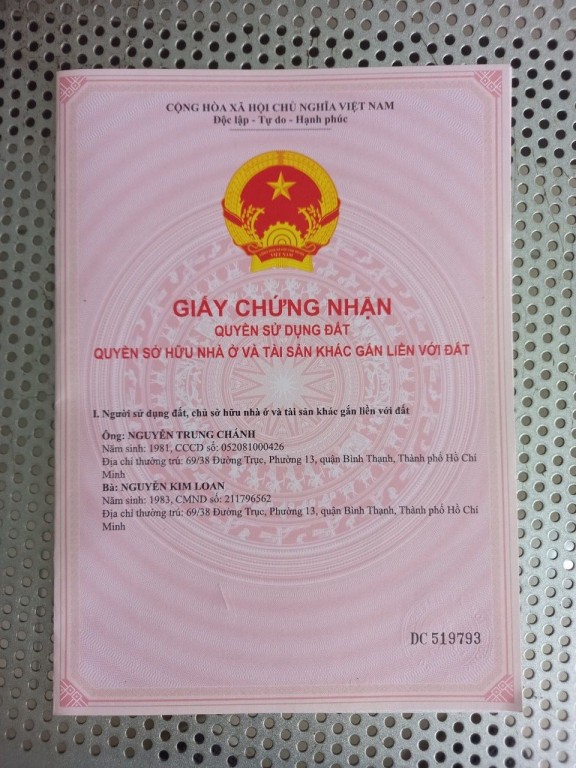 CỘNG HÒA XÃ HỘI CHỦ NGHĨA VIỆT NAM
Độc lập - Tự do - Hạnh phúc
VIỆT NAM
GIẤY CHỨNG NHẬN
QUYỀN SỬ DỤNG ĐẤT
QUYỀN SỞ HỮU NHÀ Ở VÀ TÀI SẢN KHÁC GẮN LIỀN VỚI ĐẤT
I. Người sử dụng đất, chủ sở hữu nhà ở và tài sản khác gắn liền với đất
Ông: NGUYỄN TRUNG CHÁNH
Năm sinh: 1981, CCCD số: 052081000426
Địa chỉ thường trú: 69/38 Đường Trục, Phường 13, quận Bình Thạnh, Thành phố Hồ Chí
Minh
Bà: NGUYỄN KIM LOAN
Năm sinh: 1983, CMND số: 211796562
Địa chỉ thường trú: 69/38 Đường Trục, Phường 13, quận Bình Thạnh, Thành phố Hồ Chí
Minh
DC 519793